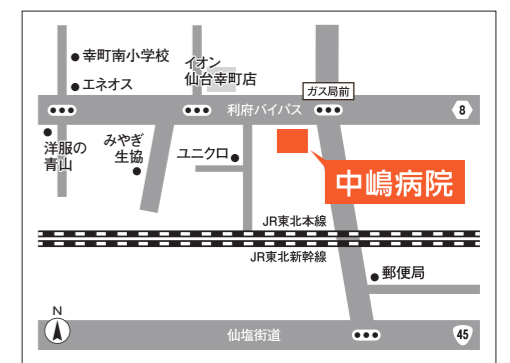 幸町南小学校
エネオス
イオン
仙台幸町店
ガス局前
利府バイパス
8
洋服の
青山
みやぎ
生協
ユニクロ
中嶋病院
JR東北本線
JR東北新幹線
郵便局
N
仙塩街道
45